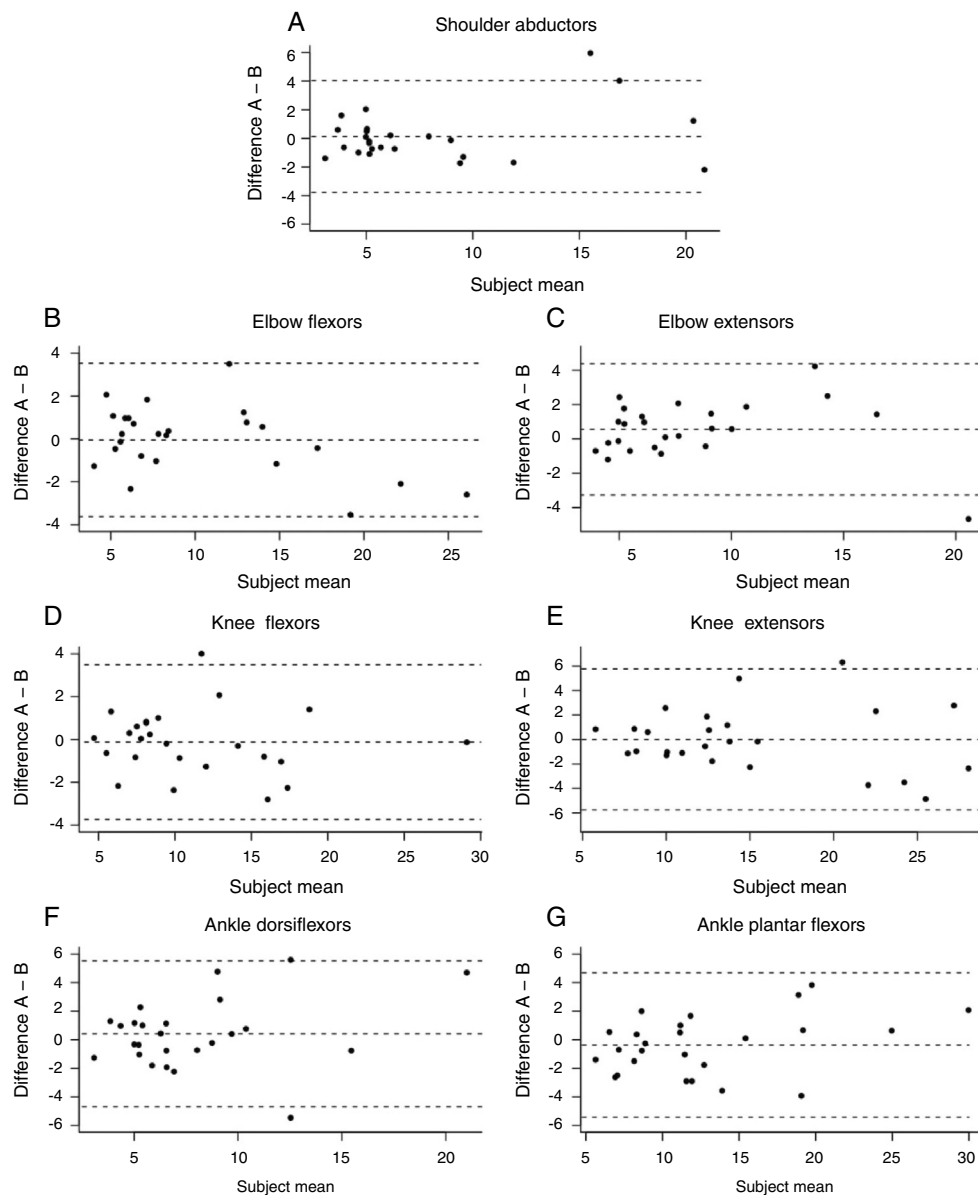 A
Shoulder abductors
Difference A – B
6
4
2
0
-2
-4
-6
5 10 15 20
Subject mean
B
Elbow flexors
Difference A – B
4
2
0
-2
-4
5 10 15 20 25
Subject mean
C
Elbow extensors
Difference A – B
4
2
0
-2
-4
5 10 15 20
Subject mean
D
Knee flexors
Difference A – B
4
2
0
-2
-4
5 10 15 20 25 30
Subject mean
E
Knee extensors
Difference A – B
6
4
2
0
-2
-4
-6
5 10 15 20 25
Subject mean
F
Ankle dorsiflexors
Difference A – B
6
4
2
0
-2
-4
-6
5 10 15 20
Subject mean
G
Ankle plantar flexors
Difference A – B
6
4
2
0
-2
-4
-6
5 10 15 20 25 30
Subject mean